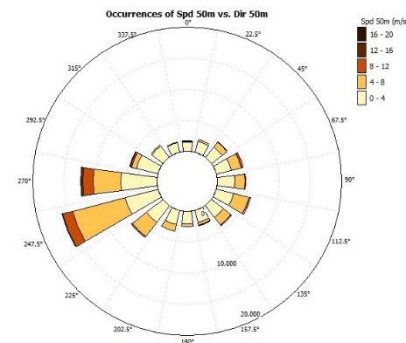 Occurrences of Spd 50m vs. Dir 50m
0°
22.5°
45°
67.5°
90°
112.5°
135°
157.5°
180°
202.5°
225°
247.5°
270°
292.5°
315°
337.5°
0
10,000
20,000
Spd 50m (m/s
16 - 20
12 - 16
8 - 12
4 - 8
0 - 4